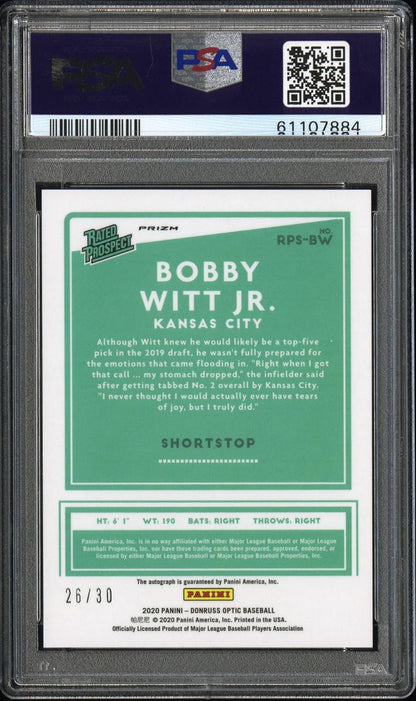 PSA
PSA
61107884
RATED
PROSPECT
PRIZM
NO.
RPS-BW
BOBBY
WITT JR.
KANSAS CITY
Although Witt knew he would likely be a top-five
pick in the 2019 draft, he wasn't fully prepared for
the emotions that came flooding in. "Right when I got
that call ... my stomach dropped," the infielder said
after getting tabbed No. 2 overall by Kansas City.
"I never thought I would actually ever have tears
of joy, but I truly did."
SHORTSTOP
HT: 6' 1" WT: 190 BATS: RIGHT THROWS: RIGHT
Panini America, Inc. is in no way affiliated with either Major League Baseball or Major League
Baseball Properties, Inc. nor have these trading cards been prepared, approved, endorsed, or
licensed by either Major League Baseball or Major League Baseball Properties, Inc.
The autograph is guaranteed by Panini America, Inc.
26/30
PANINI
2020 PANINI – DONRUSS OPTIC BASEBALL
帕尼尼 © 2020 Panini America, Inc. Printed in the USA.
Officially Licensed Product of Major League Baseball Players Association
PSA